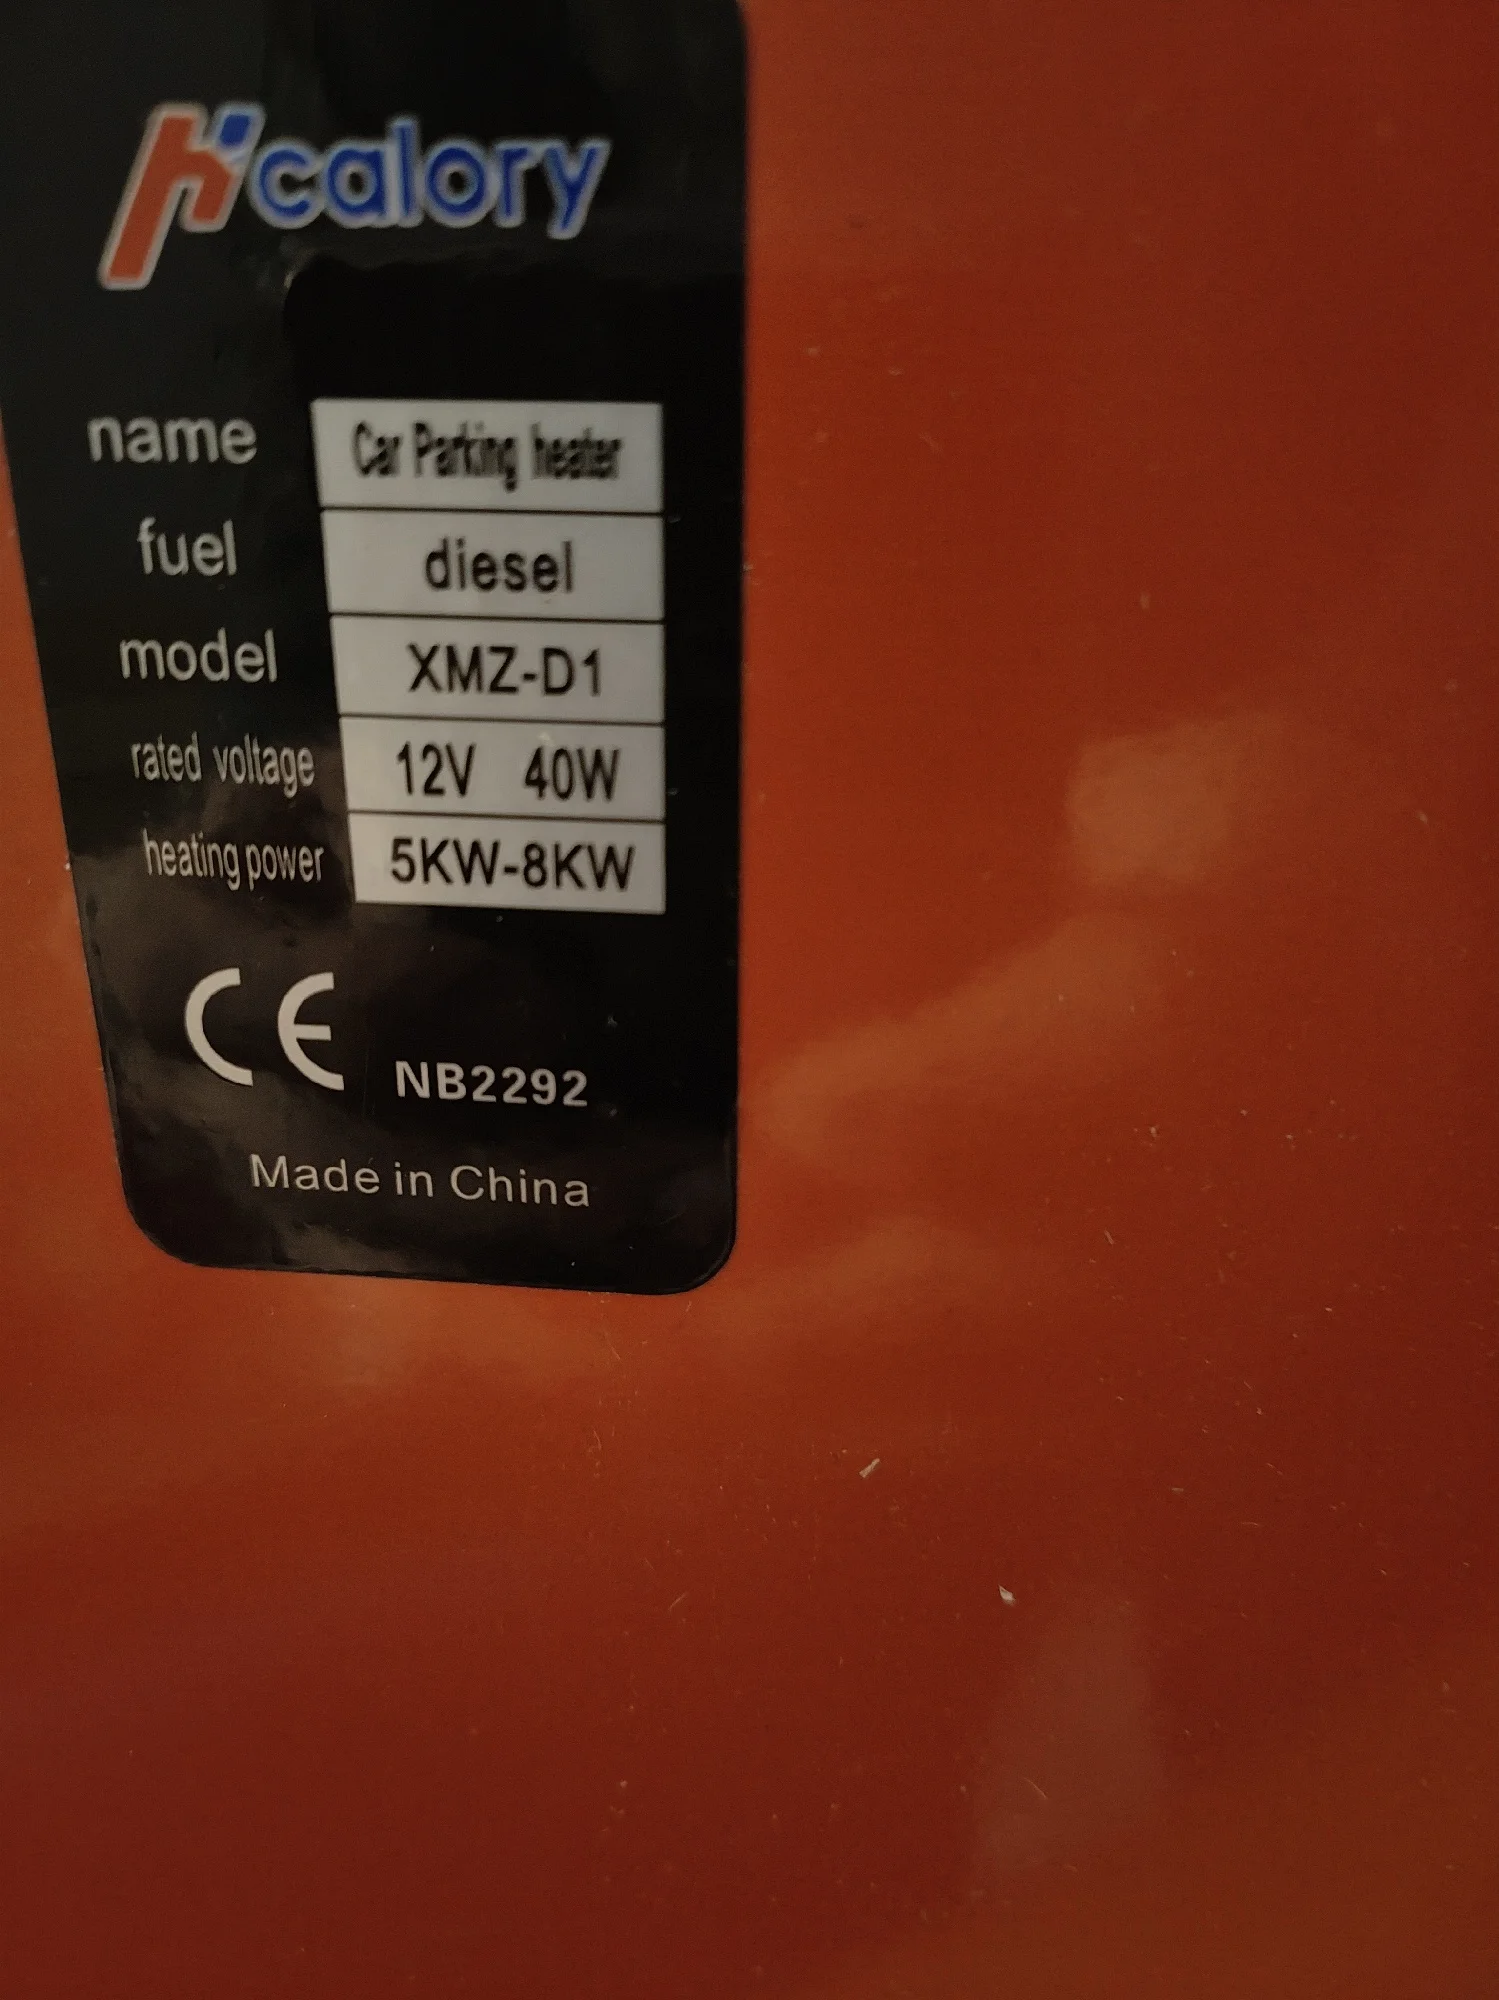 Hcalory
name Car Parking heater
fuel diesel
model XMZ-D1
rated voltage 12V 40W
heating power 5KW-8KW
CE NB2292
Made in China